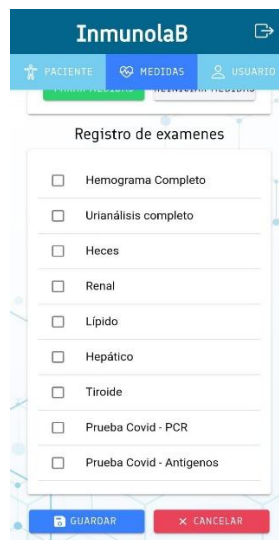 InmunolaB
PACIENTE MEDIDAS USUARIO
Registro de examenes
Hemograma Completo
Urianálisis completo
Heces
Renal
Lípido
Hepático
Tiroide
Prueba Covid - PCR
Prueba Covid - Antigenos
GUARDAR × CANCELAR